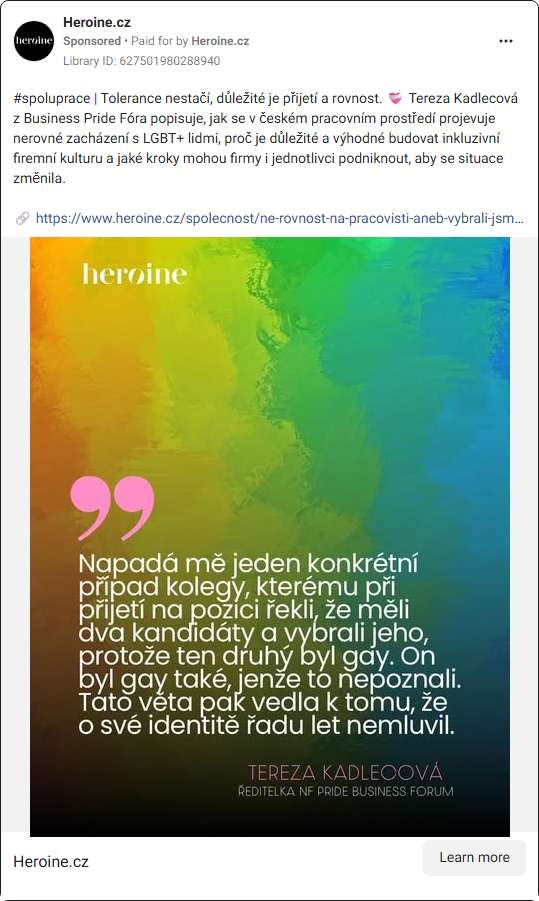 Heroine.cz
Sponsored • Paid for by Heroine.cz
Library ID: 627501980288940
heroine
#spoluprace | Tolerance nestačí, důležité je přijetí a rovnost. 💝 Tereza Kadlecová
z Business Pride Fóra popisuje, jak se v českém pracovním prostředí projevuje
nerovné zacházení s LGBT+ lidmi, proč je důležité a výhodné budovat inkluzivní
firemní kulturu a jaké kroky mohou firmy i jednotlivci podniknout, aby se situace
změnila.
🔗 https://www.heroine.cz/spolecnost/ne-rovnost-na-pracovisti-aneb-vybrali-jsm...
heroine
”
Napadá mě jeden konkrétní
případ kolegy, kterému při
přijetí na pozici řekli, že měli
dva kandidáty a vybrali jeho,
protože ten druhý byl gay. On
byl gay také, jenže to nepoznali.
Tato věta pak vedla k tomu, že
o své identitě řadu let nemluvil.
TEREZA KADLECOVÁ
ŘEDITELKA NF PRIDE BUSINESS FORUM
Heroine.cz
Learn more